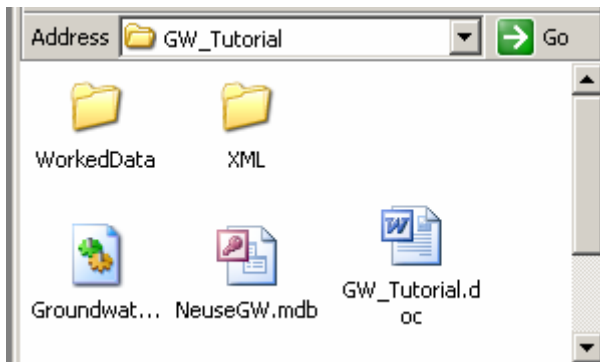 Address GW_Tutorial Go
WorkedData XML
Groundwat... NeuseGW.mdb GW_Tutorial.d
oc